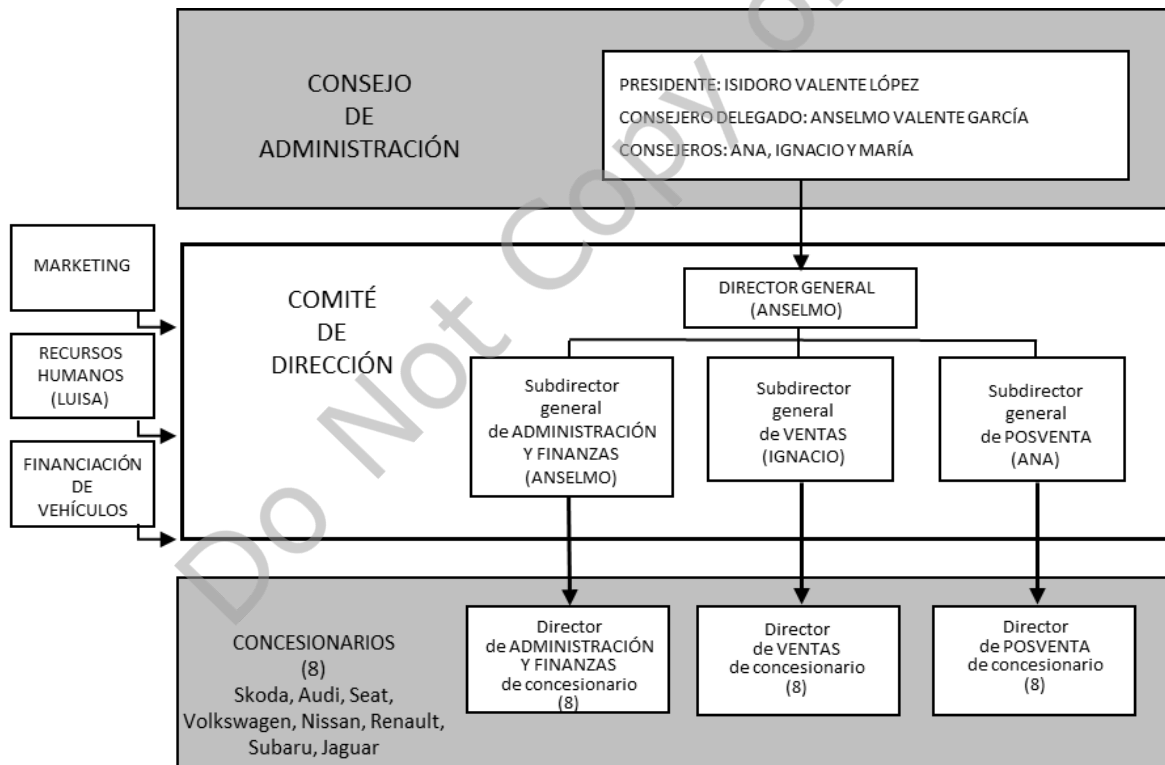 CONSEJO
DE
ADMINISTRACIÓN
PRESIDENTE: ISIDORO VALENTE LÓPEZ
CONSEJERO DELEGADO: ANSELMO VALENTE GARCÍA
CONSEJEROS: ANA, IGNACIO Y MARÍA
MARKETING
RECURSOS
HUMANOS
(LUISA)
FINANCIACIÓN
DE
VEHÍCULOS
COMITÉ
DE
DIRECCIÓN
DIRECTOR GENERAL
(ANSELMO)
Subdirector
general
de ADMINISTRACIÓN
Y FINANZAS
(ANSELMO)
Subdirector
general
de VENTAS
(IGNACIO)
Subdirector
general
de POSVENTA
(ANA)
CONCESIONARIOS
(8)
Skoda, Audi, Seat,
Volkswagen, Nissan, Renault,
Subaru, Jaguar
Director
de ADMINISTRACIÓN
Y FINANZAS
de concesionario
(8)
Director
de VENTAS
de concesionario
(8)
Director
de POSVENTA
de concesionario
(8)
Do Not Copy